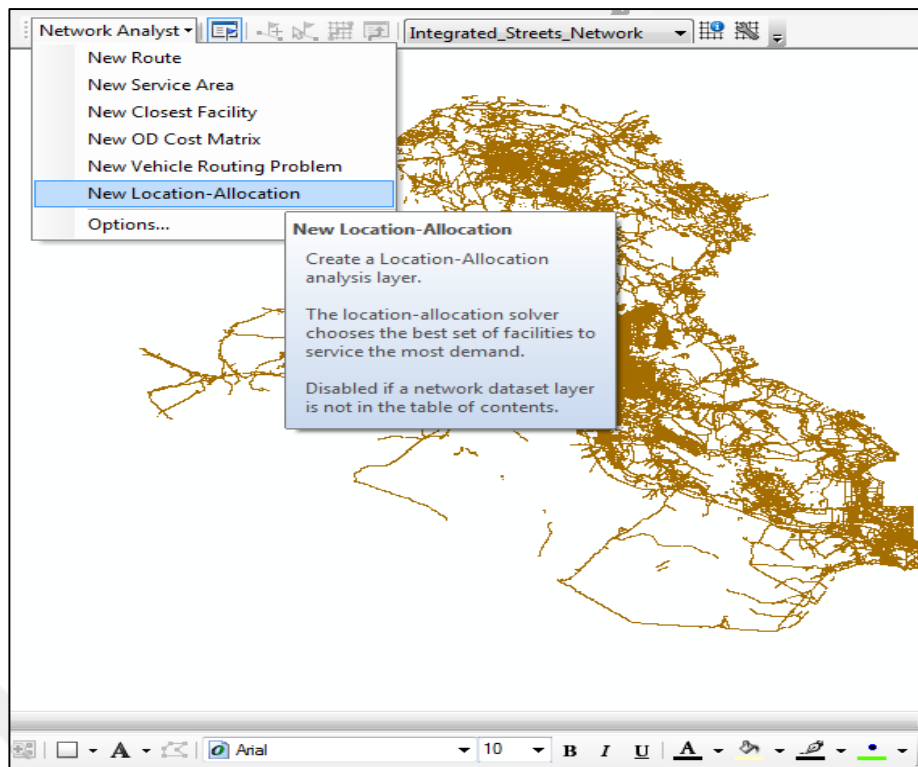 Network Analyst
Integrated_Streets_Network
New Route
New Service Area
New Closest Facility
New OD Cost Matrix
New Vehicle Routing Problem
New Location-Allocation
Options...
New Location-Allocation
Create a Location-Allocation
analysis layer.
The location-allocation solver
chooses the best set of facilities to
service the most demand.
Disabled if a network dataset layer
is not in the table of contents.
A
Arial
10
B
I
U
A